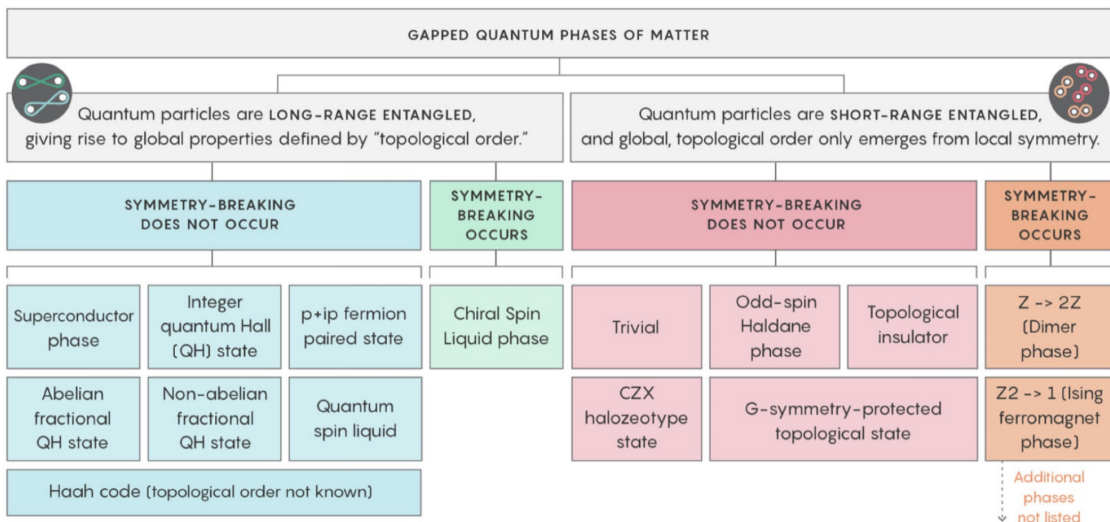 GAPPED QUANTUM PHASES OF MATTER
Quantum particles are LONG-RANGE ENTANGLED,
giving rise to global properties defined by “topological order.”
Quantum particles are SHORT-RANGE ENTANGLED,
and global, topological order only emerges from local symmetry.
SYMMETRY-BREAKING
DOES NOT OCCUR
SYMMETRY-
BREAKING
OCCURS
SYMMETRY-BREAKING
DOES NOT OCCUR
SYMMETRY-
BREAKING
OCCURS
Superconductor
phase
Integer
quantum Hall
(QH) state
p+ip fermion
paired state
Chiral Spin
Liquid phase
Trivial
Odd-spin
Haldane
phase
Topological
insulator
Z -> 2Z
(Dimer
phase)
Abelian
fractional
QH state
Non-abelian
fractional
QH state
Quantum
spin liquid
CZX
halozeotype
state
G-symmetry-protected
topological state
Z2 -> 1 (Ising
ferromagnet
phase)
Haah code (topological order not known)
Additional
phases
not listed